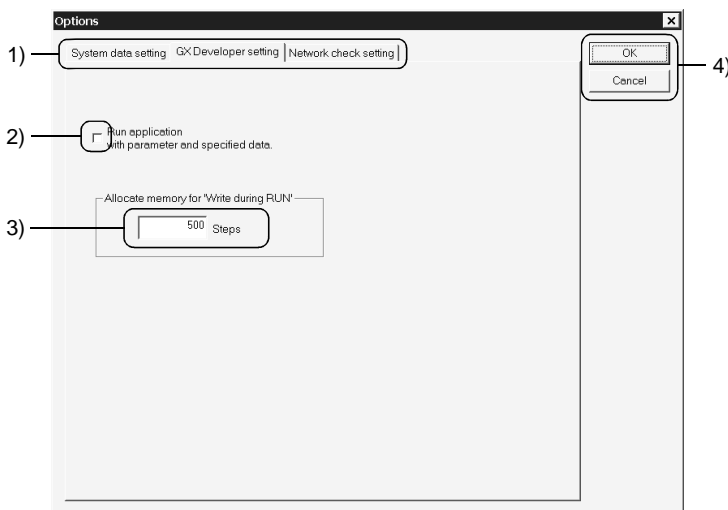 Options
1)
System data setting
GX Developer setting
Network check setting
OK
Cancel
4)
2)
Run application
with parameter and specified data.
Allocate memory for 'Write during RUN'
3)
500 Steps